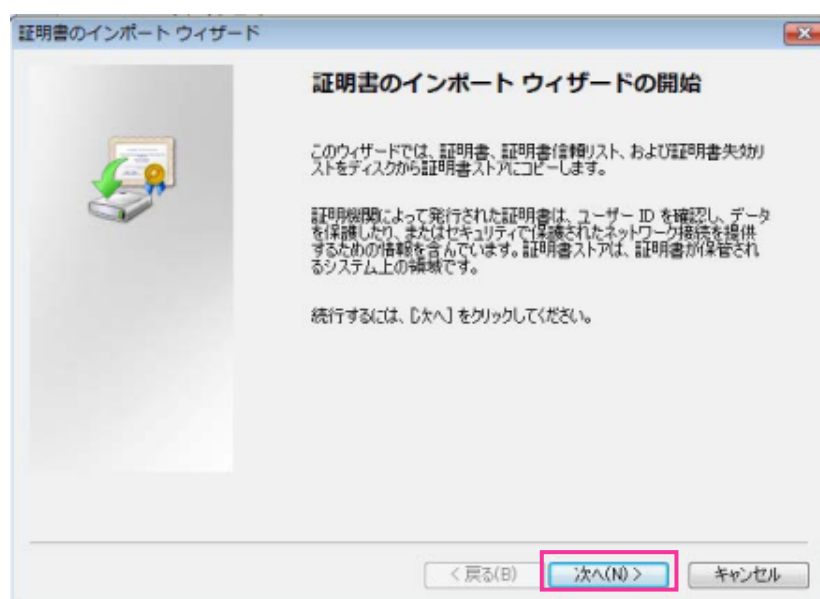 証明書のインポート ウィザード
証明書のインポート ウィザードの開始
このウィザードでは、証明書、証明書信頼リスト、および証明書失効リ
ストをディスクから証明書ストアにコピーします。
証明機関によって発行された証明書は、ユーザー ID を確認し、データ
を保護したり、またはセキュリティで保護されたネットワーク接続を提供
するための情報を含んでいます。証明書ストアは、証明書が保管され
るシステム上の領域です。
続行するには、[次へ] をクリックしてください。
< 戻る(B) 次へ(N) > キャンセル